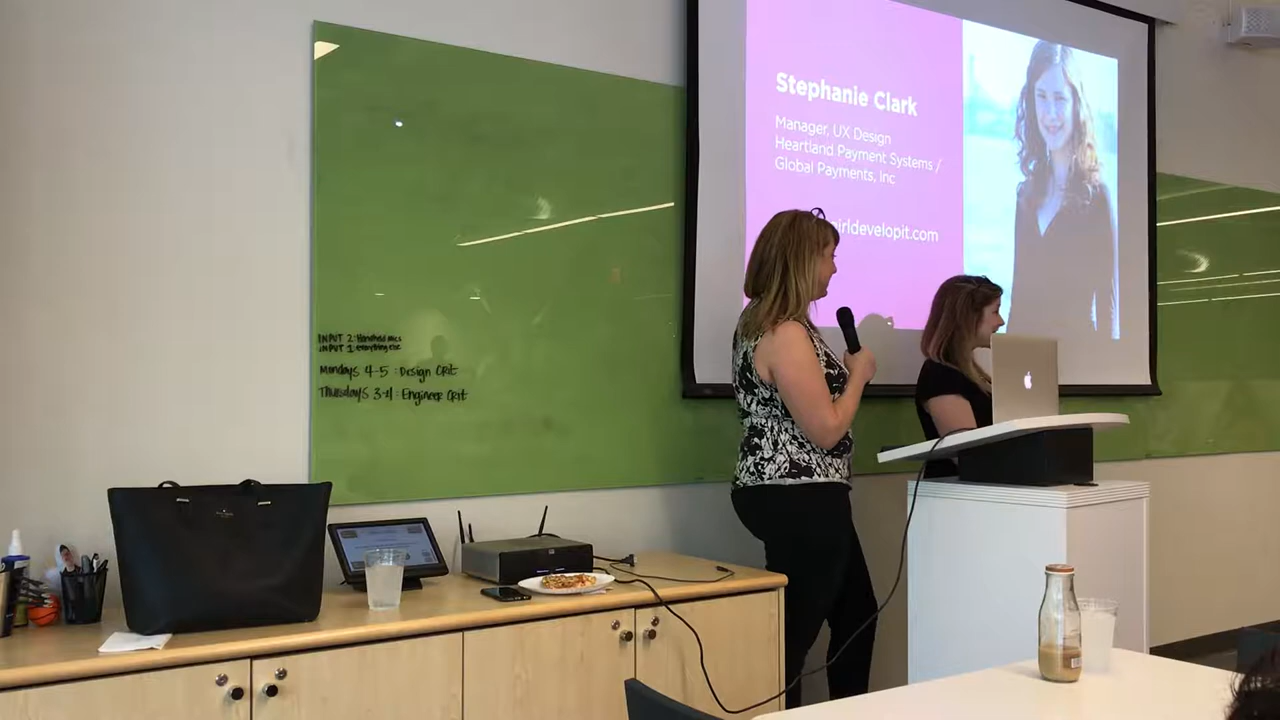 Stephanie Clark
Manager, UX Design
Heartland Payment Systems /
Global Payments, Inc
girldevelopit.com
INPUT 2: Handheld mics
INPUT 1: everything else
Mondays 4-5 : Design Crit
Thursdays 3-4 : Engineer Crit